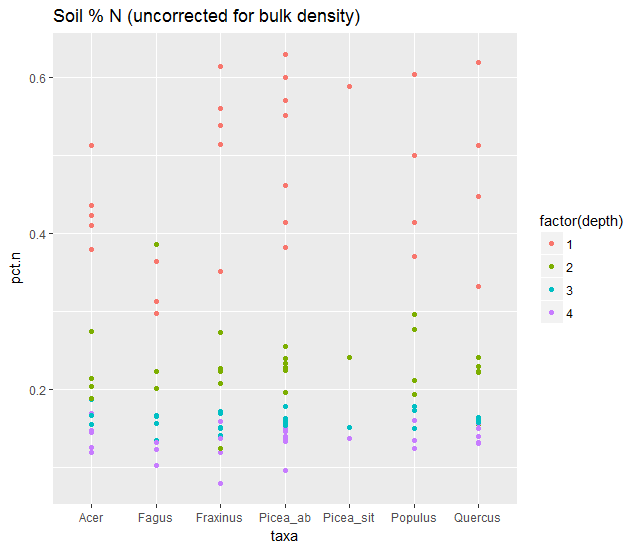 Soil % N (uncorrected for bulk density)
pct.n
0.6
0.4
0.2
Acer Fagus Fraxinus Picea_ab Picea_sit Populus Quercus
taxa
factor(depth)
1
2
3
4